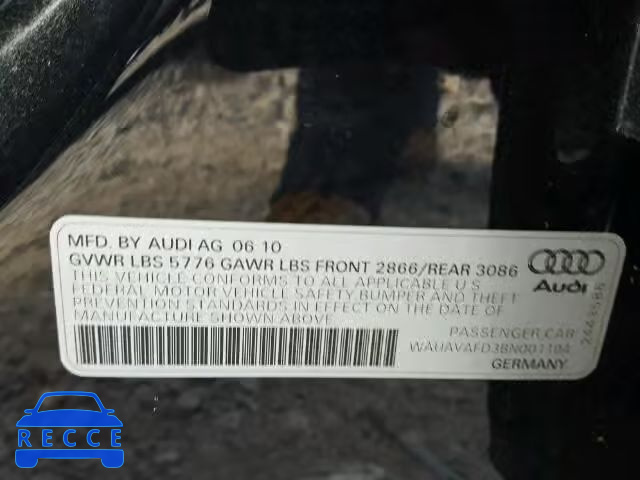 MFD. BY AUDI AG 06 10
GVWR LBS 5776 GAWR LBS FRONT 2866/REAR 3086
THIS VEHICLE CONFORMS TO ALL APPLICABLE U S
FEDERAL MOTOR VEHICLE SAFETY BUMPER AND THEFT
PREVENTION STANDARDS IN EFFECT ON THE DATE OF
MANUFACTURE SHOWN ABOVE
PASSENGER CAR
WAUAVAFD3BN001104
GERMANY
Audi
RECCE